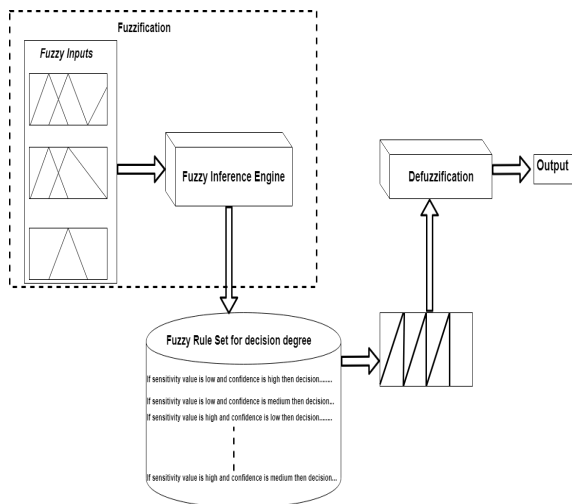 Fuzzification
Fuzzy Inputs
Fuzzy Inference Engine
Defuzzification
Output
Fuzzy Rule Set for decision degree
If sensitivity value is low and confidence is high then decision........
If sensitivity value is low and confidence is medium then decision...
If sensitivity value is high and confidence is low then decision........
If sensitivity value is high and confidence is medium then decision...